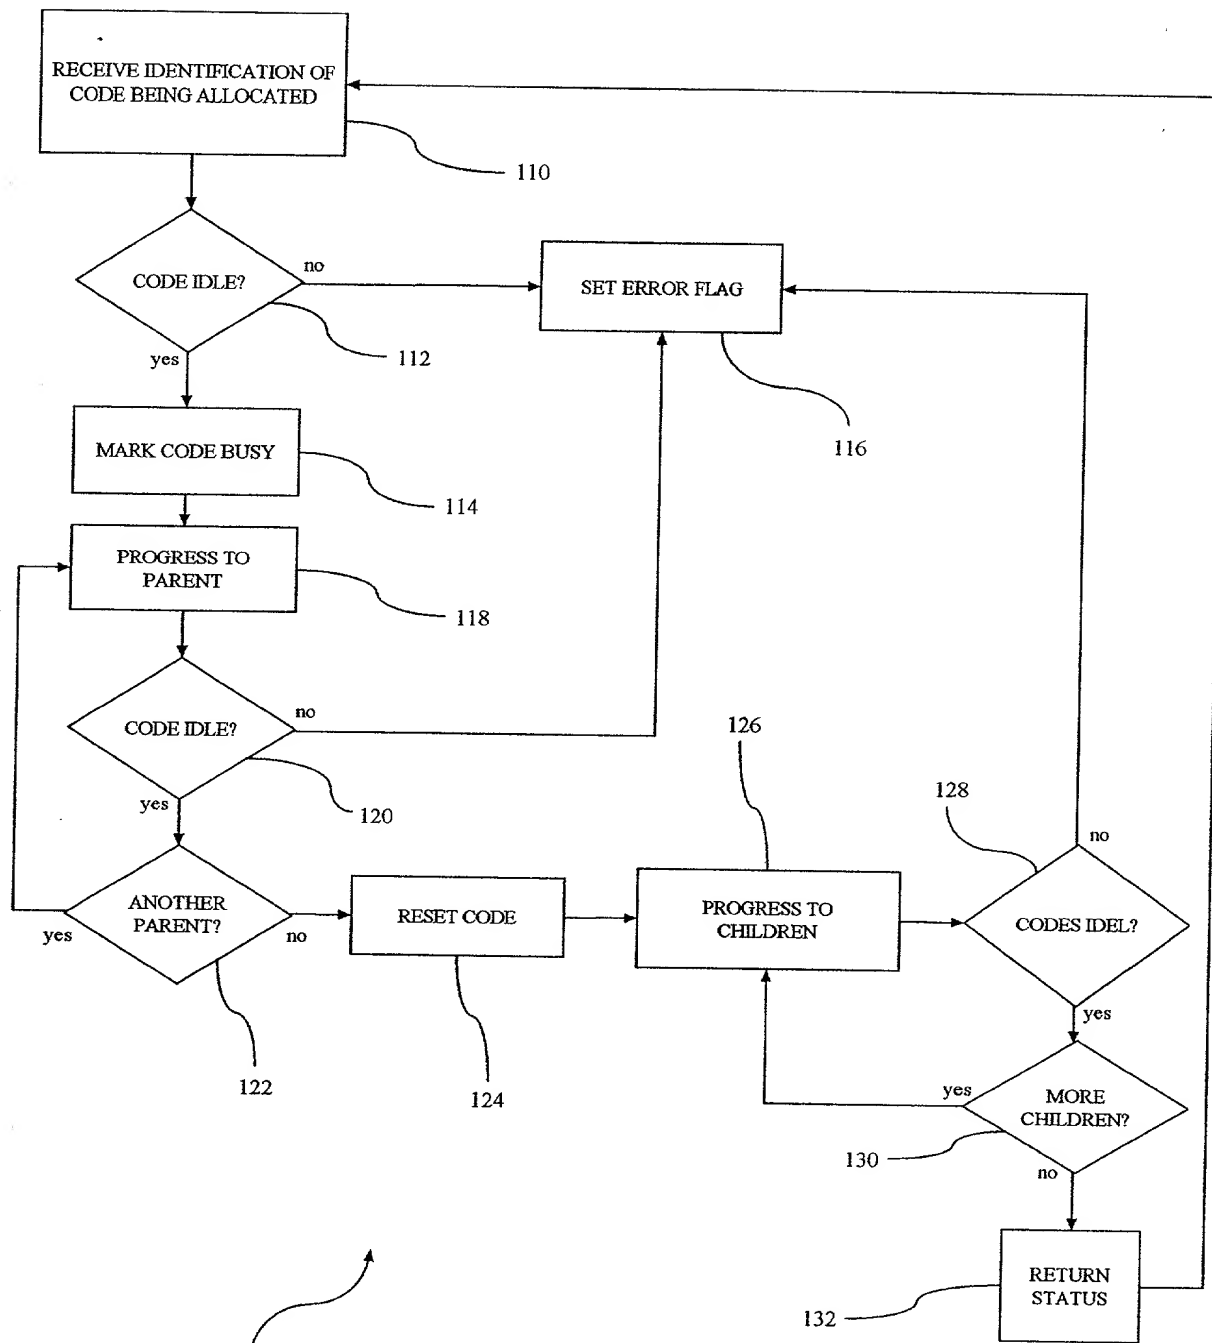 RECEIVE IDENTIFICATION OF
CODE BEING ALLOCATED
110
CODE IDLE?
no
112
yes
SET ERROR FLAG
116
MARK CODE BUSY
114
PROGRESS TO
PARENT
118
CODE IDLE?
no
120
yes
ANOTHER
PARENT?
yes
no
122
RESET CODE
124
126
PROGRESS TO
CHILDREN
128
no
CODES IDEL?
yes
MORE
CHILDREN?
yes
130
no
RETURN
STATUS
132